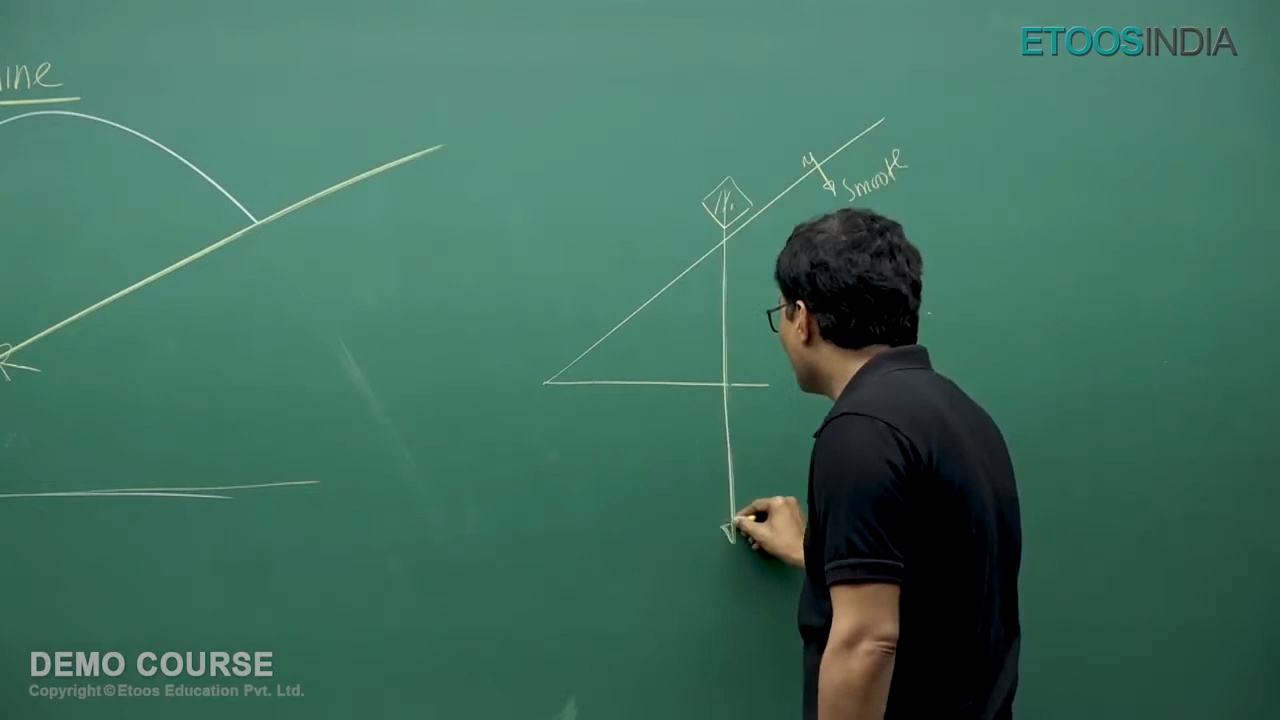 ETOOSINDIA
ine
smooth
DEMO COURSE
Copyright © Etoos Education Pvt. Ltd.